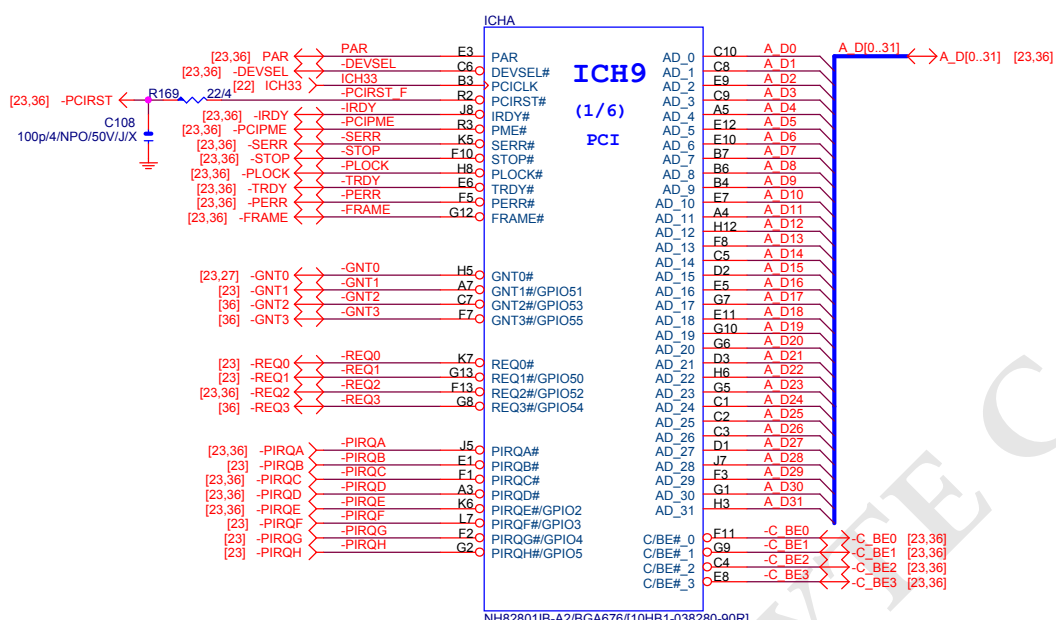 ICHA
[23,36] PAR PAR E3 PAR AD_0 C10 A_D0 A_D[0..31] A_D[0..31] [23,36]
[23,36] -DEVSEL -DEVSEL C6 DEVSEL# AD_1 C8 A_D1
[22] ICH33 ICH33 B3 PCICLK AD_2 E9 A_D2
[23,36] -PCIRST R169 22/4 -PCIRST_F R2 PCIRST# AD_3 C9 A_D3
-IRDY -IRDY J8 IRDY# AD_4 A5 A_D4
[23,36] -PCIPME -PCIPME R3 PME# AD_5 E12 A_D5
[23,36] -SERR -SERR K5 SERR# AD_6 E10 A_D6
[23,36] -STOP -STOP F10 STOP# AD_7 B7 A_D7
[23,36] -PLOCK -PLOCK H8 PLOCK# AD_8 B6 A_D8
[23,36] -TRDY -TRDY E6 TRDY# AD_9 B4 A_D9
[23,36] -PERR -PERR F5 PERR# AD_10 E7 A_D10
[23,36] -FRAME -FRAME G12 FRAME# AD_11 A4 A_D11
C108
100p/4/NPO/50V/J/X
ICH9
(1/6)
PCI
AD_12 H12 A_D12
AD_13 F8 A_D13
AD_14 C5 A_D14
[23,27] -GNT0 -GNT0 H5 GNT0# AD_15 D2 A_D15
[23] -GNT1 -GNT1 A7 GNT1#/GPIO51 AD_16 E5 A_D16
[36] -GNT2 -GNT2 C7 GNT2#/GPIO53 AD_17 G7 A_D17
[36] -GNT3 -GNT3 F7 GNT3#/GPIO55 AD_18 E11 A_D18
AD_19 G10 A_D19
AD_20 G6 A_D20
[23] -REQ0 -REQ0 K7 REQ0# AD_21 D3 A_D21
[23] -REQ1 -REQ1 G13 REQ1#/GPIO50 AD_22 H6 A_D22
[23,36] -REQ2 -REQ2 F13 REQ2#/GPIO52 AD_23 G5 A_D23
[36] -REQ3 -REQ3 G8 REQ3#/GPIO54 AD_24 C1 A_D24
AD_25 C2 A_D25
AD_26 C3 A_D26
[23,36] -PIRQA -PIRQA J5 PIRQA# AD_27 D1 A_D27
[23] -PIRQB -PIRQB E1 PIRQB# AD_28 J7 A_D28
[23,36] -PIRQC -PIRQC F1 PIRQC# AD_29 F3 A_D29
[23,36] -PIRQD -PIRQD A3 PIRQD# AD_30 G1 A_D30
[23,36] -PIRQE -PIRQE K6 PIRQE#/GPIO2 AD_31 H3 A_D31
[23] -PIRQF -PIRQF L7 PIRQF#/GPIO3
[23] -PIRQG -PIRQG F2 PIRQG#/GPIO4 C/BE#_0 F11 -C_BE0 -C_BE0 [23,36]
[23] -PIRQH -PIRQH G2 PIRQH#/GPIO5 C/BE#_1 G9 -C_BE1 -C_BE1 [23,36]
C/BE#_2 C4 -C_BE2 -C_BE2 [23,36]
C/BE#_3 E8 -C_BE3 -C_BE3 [23,36]
NH82801IB-A2/BGA676/[10HB1-038280-90R]
YTE C